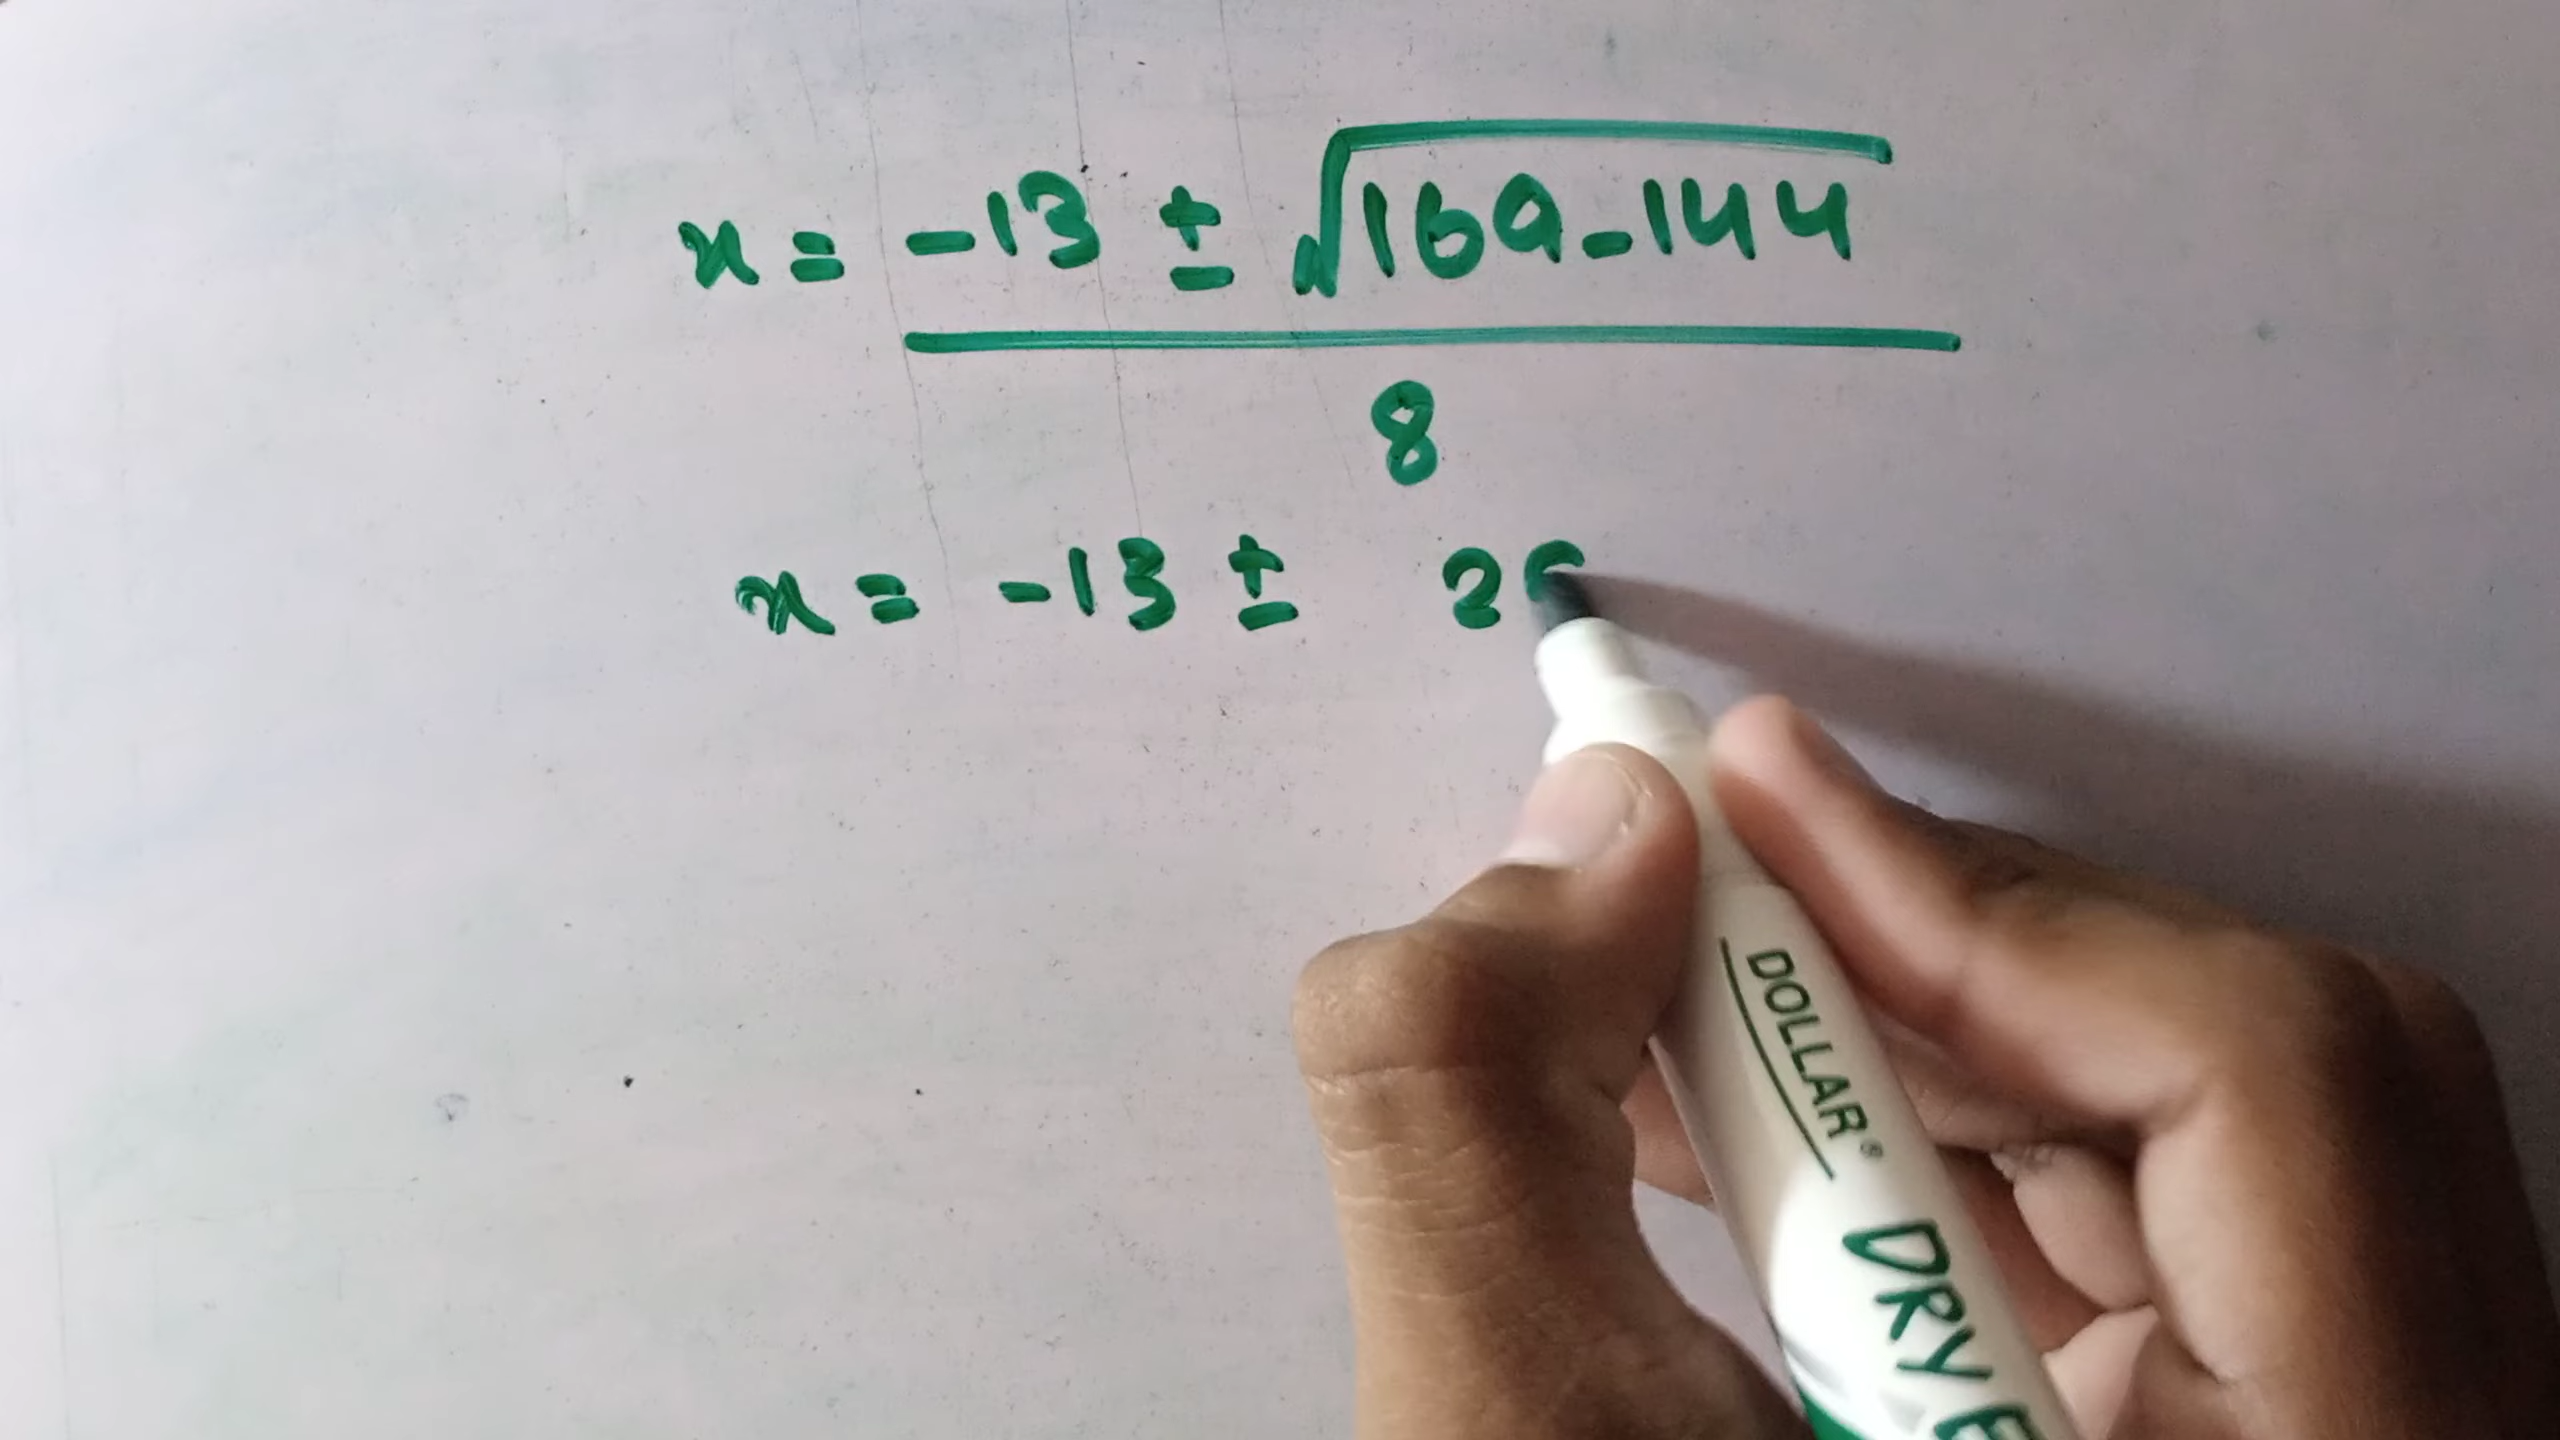 x = -13 ± √169-144
8
x = -13 ± 25
DOLLAR®
DRY E